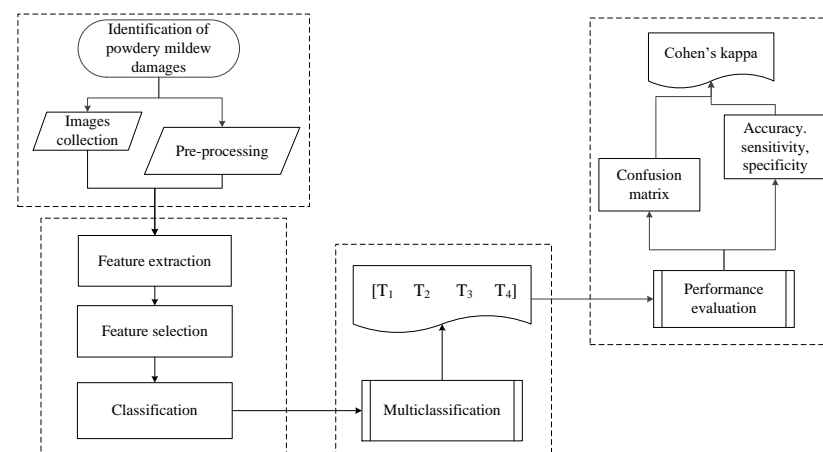 Identification of
powdery mildew
damages
Images
collection
Pre-processing
Feature extraction
Feature selection
Classification
Multiclassification
[T₁ T₂ T₃ T₄]
Performance
evaluation
Confusion
matrix
Accuracy.
sensitivity,
specificity
Cohen's kappa